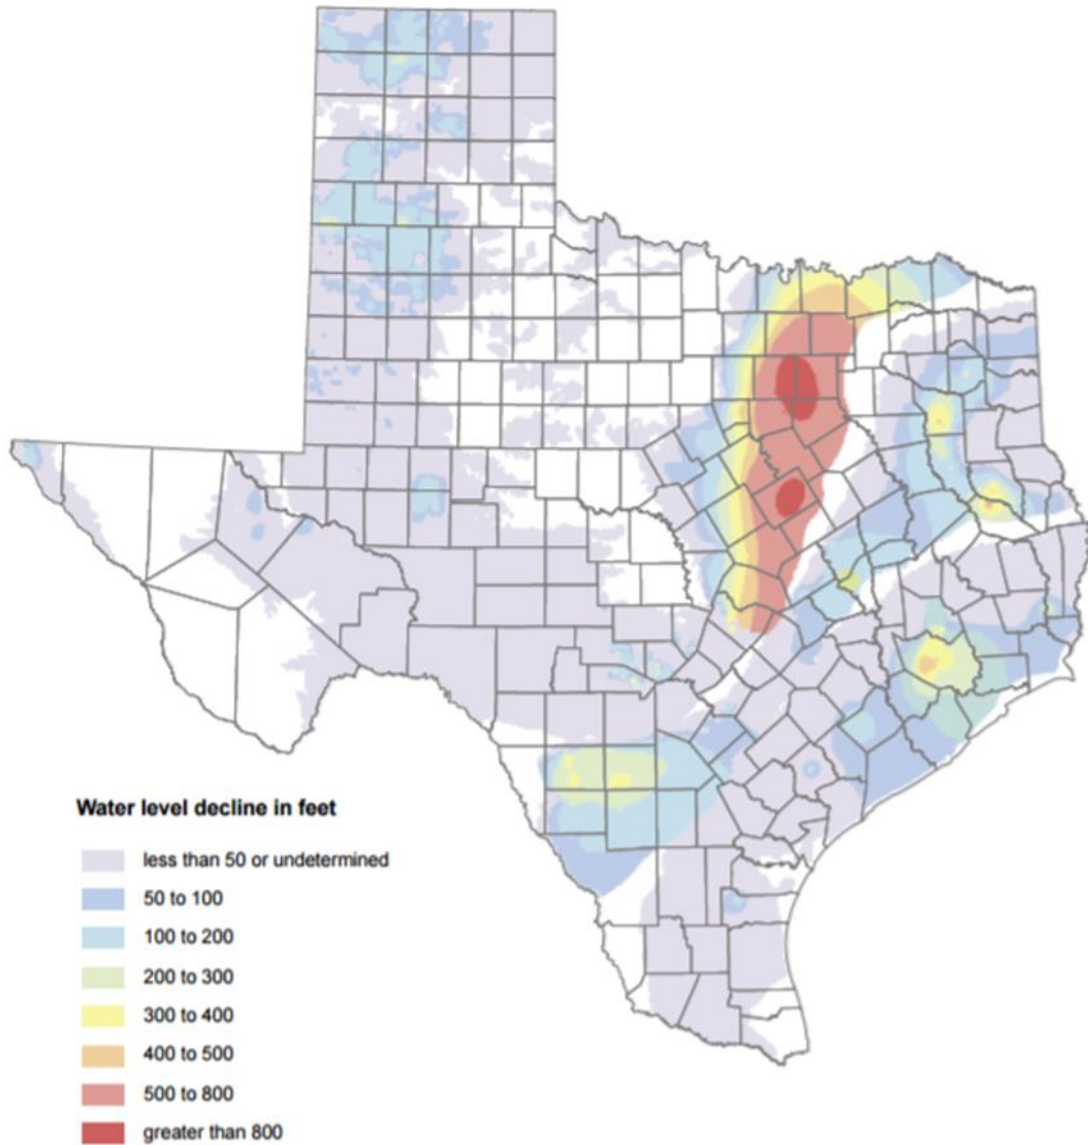 Water level decline in feet
less than 50 or undetermined
50 to 100
100 to 200
200 to 300
300 to 400
400 to 500
500 to 800
greater than 800